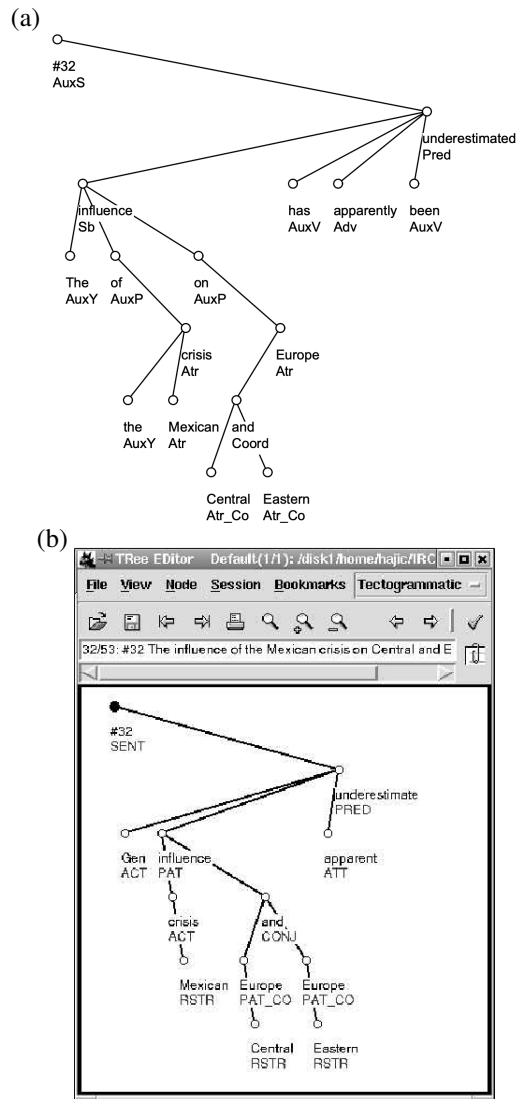 (a)
#32
AuxS
underestimated
Pred
influence
Sb
has
AuxV
apparently
Adv
been
AuxV
The
AuxY
of
AuxP
on
AuxP
crisis
Atr
Europe
Atr
the
AuxY
Mexican
Atr
and
Coord
Central
Atr_Co
Eastern
Atr_Co
(b)
TRee EDitor Default(1/1): /disk1/home/hajic/IRC
File View Node Session Bookmarks Tectogrammatic
32/53: #32 The influence of the Mexican crisis on Central and E
#32
SENT
underestimate
PRED
Gen
ACT
influence
PAT
apparent
ATT
crisis
ACT
and
CONJ
Mexican
RSTR
Europe
PAT_CO
Europe
PAT_CO
Central
RSTR
Eastern
RSTR